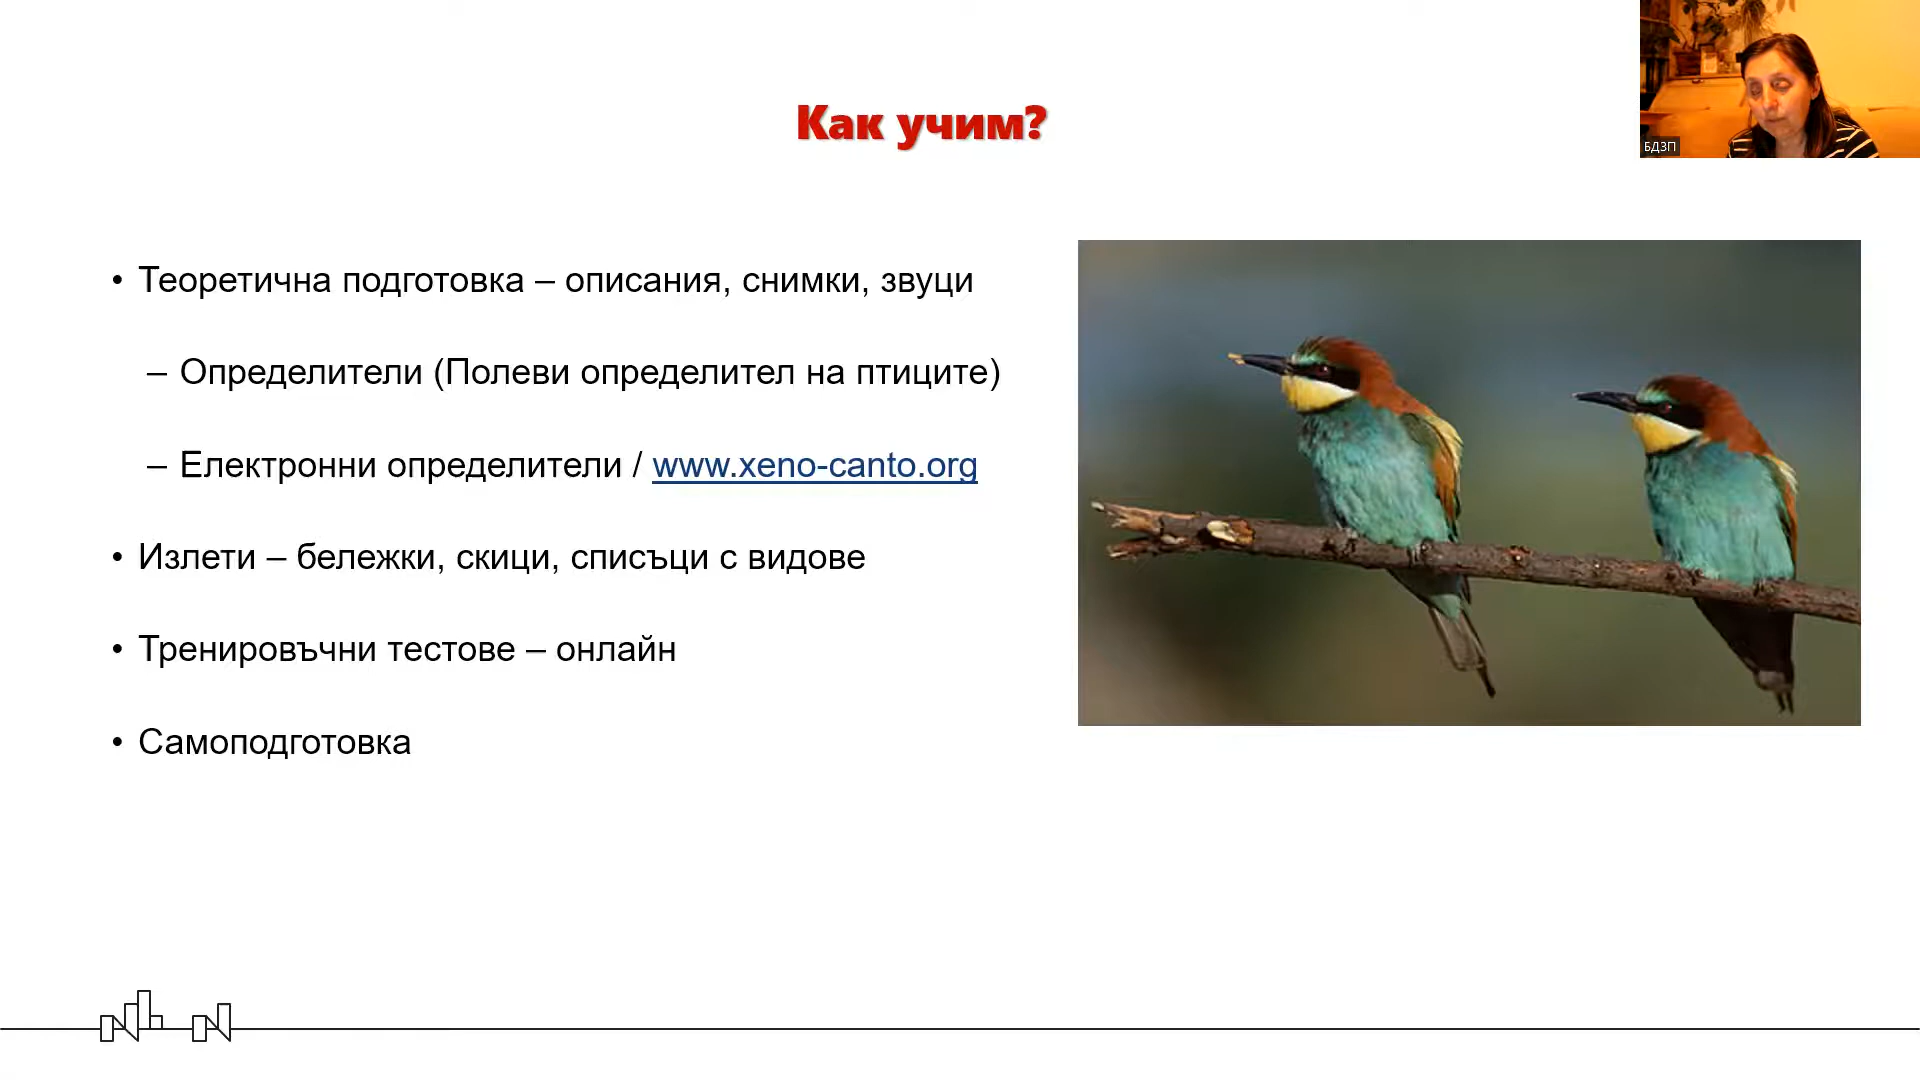 Как учим?
БДЗП
• Теоретична подготовка – описания, снимки, звуци
– Определители (Полеви определител на птиците)
– Електронни определители / www.xeno-canto.org
• Излети – бележки, скици, списъци с видове
• Тренировъчни тестове – онлайн
• Самоподготовка